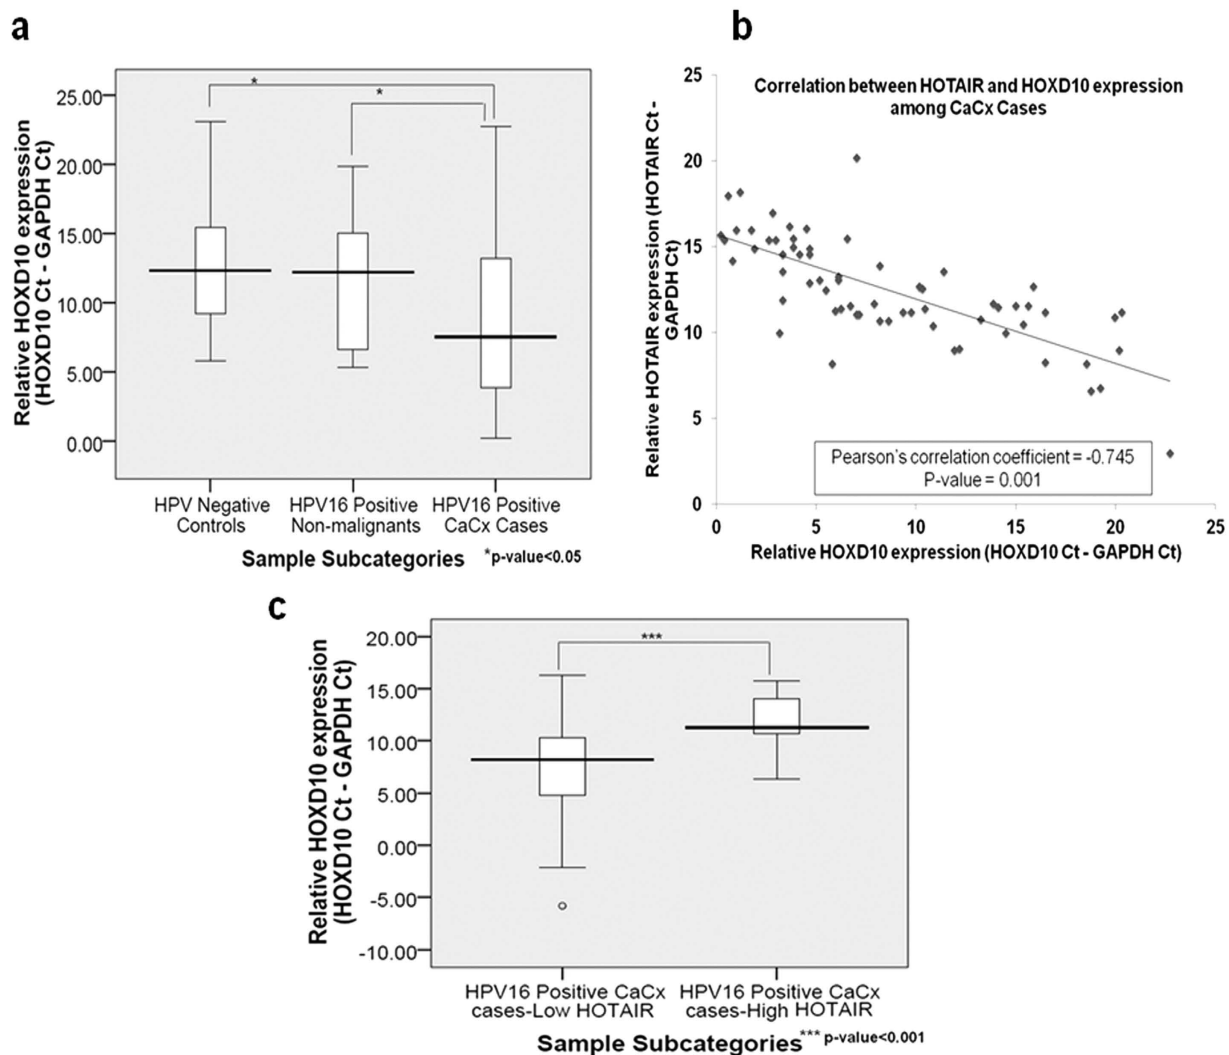 a
Relative HOXD10 expression
(HOXD10 Ct - GAPDH Ct)
25.00
20.00
15.00
10.00
5.00
0.00
*
*
HPV Negative
Controls
HPV16 Positive
Non-malignants
HPV16 Positive
CaCx Cases
Sample Subcategories *p-value<0.05
b
Correlation between HOTAIR and HOXD10 expression
among CaCx Cases
Relative HOTAIR expression (HOTAIR Ct -
GAPDH Ct)
25
20
15
10
5
0
Pearson's correlation coefficient = -0.745
P-value = 0.001
0 5 10 15 20 25
Relative HOXD10 expression (HOXD10 Ct - GAPDH Ct)
c
Relative HOXD10 expression
(HOXD10 Ct - GAPDH Ct)
20.00
15.00
10.00
5.00
0.00
-5.00
-10.00
***
HPV16 Positive CaCx
cases-Low HOTAIR
HPV16 Positive CaCx
cases-High HOTAIR
Sample Subcategories*** p-value<0.001